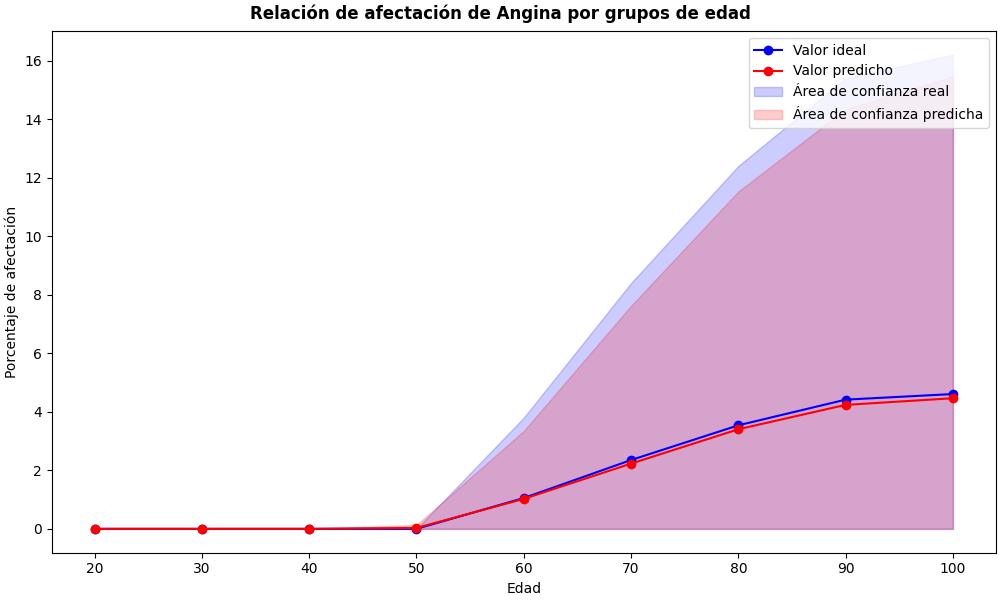 Relación de afectación de Angina por grupos de edad
Valor ideal
Valor predicho
Área de confianza real
Área de confianza predicha
Porcentaje de afectación
16
14
12
10
8
6
4
2
0
20 30 40 50 60 70 80 90 100
Edad